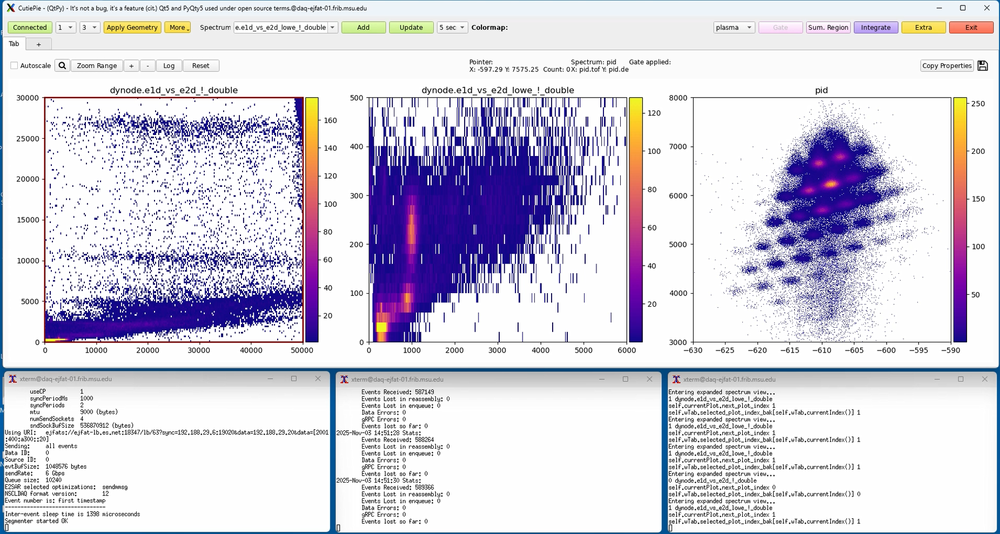 CutiePie - (QtPy) - It's not a bug, it's a feature (cit.) Qt5 and PyQty5 used under open source terms.@daq-ejfat-01.frib.msu.edu
Connected 1 3 Apply Geometry More... Spectrum e.e1d_vs_e2d_lowe_!_double Add Update 5 sec Colormap: plasma Gate Sum. Region Integrate Extra Exit
Tab +
Autoscale Zoom Range + - Log Reset
Pointer: Spectrum: pid Gate applied:
X: -597.29 Y: 7575.25 Count: 0 X: pid.tof Y: pid.de
Copy Properties
dynode.e1d_vs_e2d_!_double
30000
25000
20000
15000
10000
5000
0
0 10000 20000 30000 40000 50000
160
140
120
100
80
60
40
20
dynode.e1d_vs_e2d_lowe_!_double
500
400
300
200
100
0
0 1000 2000 3000 4000 5000 6000
120
100
80
60
40
20
pid
8000
7000
6000
5000
4000
3000
−630 −625 −620 −615 −610 −605 −600 −595 −590
250
200
150
100
50
xterm@daq-ejfat-01.frib.msu.edu
useCP 1
syncPeriodMs 1000
syncPeriods 2
mtu 9000 (bytes)
numSendSockets 4
sndSockBufSize 536870912 (bytes)
Using URI: ejfats://ejfat-lb.es.net:18347/lb/63?sync=192.188.29.6:19020&data=192.188.29.20&data=[2001
:400:a300::20]
Sending: all events
Data ID: 0
Source ID: 0
evtBufSize: 1048576 bytes
sendRate: 6 Gbps
Queue size: 10240
E2SAR selected optimizations: sendmmsg
NSCLDAQ format version: 12
Event number is: first timestamp
--------------------------------
Inter-event sleep time is 1398 microseconds
Segmenter started OK
xterm@daq-ejfat-01.frib.msu.edu
Events Received: 587149
Events Lost in reassembly: 0
Events Lost in enqueue: 0
Data Errors: 0
gRPC Errors: 0
Events lost so far: 0
2025-Nov-03 14:51:28 Stats:
Events Received: 588264
Events Lost in reassembly: 0
Events Lost in enqueue: 0
Data Errors: 0
gRPC Errors: 0
Events lost so far: 0
2025-Nov-03 14:51:30 Stats:
Events Received: 589366
Events Lost in reassembly: 0
Events Lost in enqueue: 0
Data Errors: 0
gRPC Errors: 0
Events lost so far: 0
xterm@daq-ejfat-01.frib.msu.edu
Entering expanded spectrum view...
1 dynode.e1d_vs_e2d_lowe_!_double
self.currentPlot.next_plot_index 1
self.wTab.selected_plot_index_bak[self.wTab.currentIndex()] 1
Entering expanded spectrum view...
1 dynode.e1d_vs_e2d_lowe_!_double
self.currentPlot.next_plot_index 1
self.wTab.selected_plot_index_bak[self.wTab.currentIndex()] 1
Entering expanded spectrum view...
1 dynode.e1d_vs_e2d_lowe_!_double
self.currentPlot.next_plot_index 1
self.wTab.selected_plot_index_bak[self.wTab.currentIndex()] 1
Entering expanded spectrum view...
0 dynode.e1d_vs_e2d_!_double
self.currentPlot.next_plot_index 0
self.wTab.selected_plot_index_bak[self.wTab.currentIndex()] 0
Entering expanded spectrum view...
1 dynode.e1d_vs_e2d_lowe_!_double
self.currentPlot.next_plot_index 1
self.wTab.selected_plot_index_bak[self.wTab.currentIndex()] 1